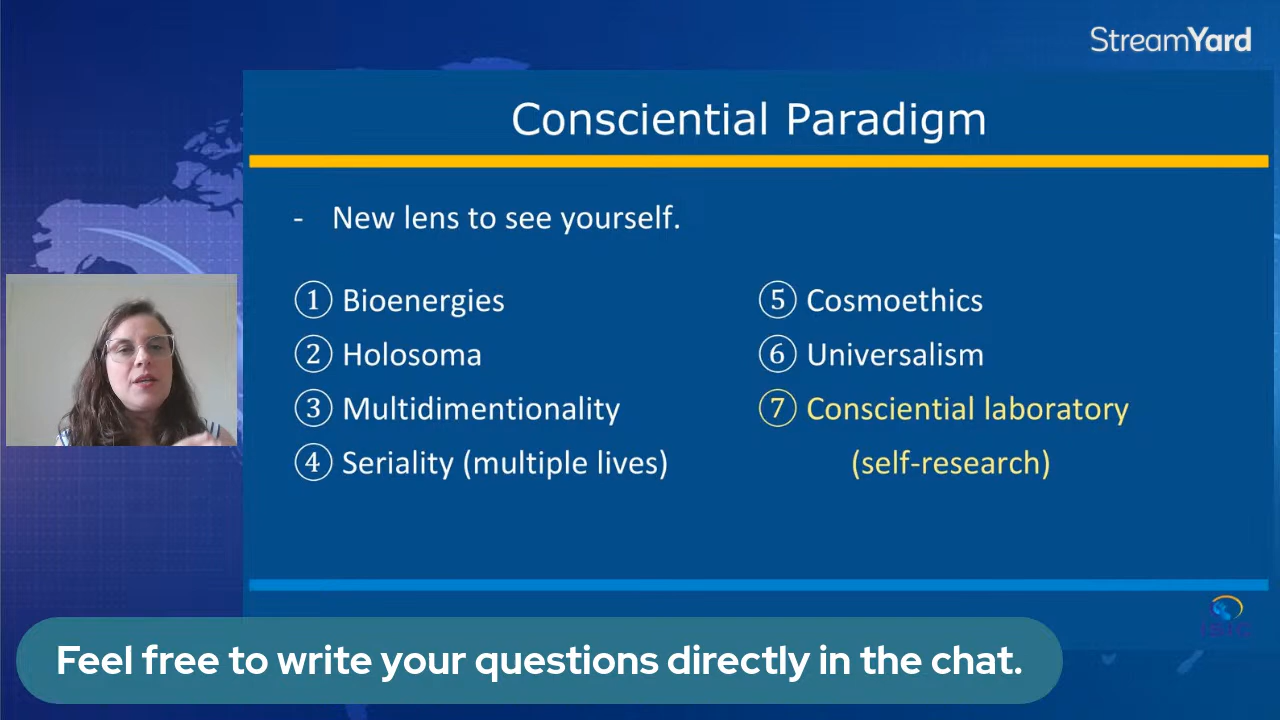 StreamYard
Consciential Paradigm
- New lens to see yourself.
① Bioenergies
② Holosoma
③ Multidimentionality
④ Seriality (multiple lives)
⑤ Cosmoethics
⑥ Universalism
⑦ Consciential laboratory
(self-research)
Feel free to write your questions directly in the chat.